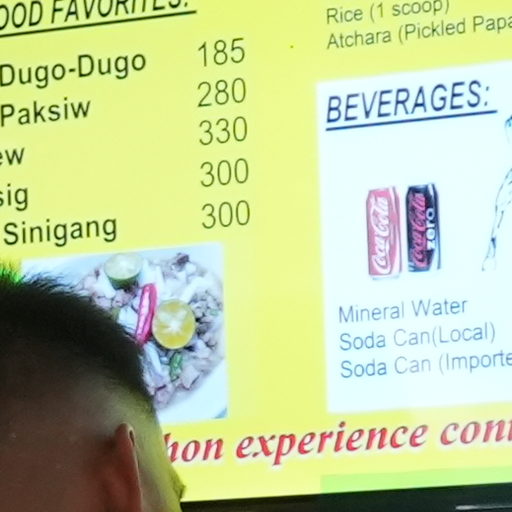 OOD FAVORITES:
Dugo-Dugo 185
Paksiw 280
ew 330
sig 300
Sinigang 300
Rice (1 scoop)
Atchara (Pickled Papa
BEVERAGES:
Coca-Cola
Coca-Cola zero
Mineral Water
Soda Can(Local)
Soda Can (Importe
hon experience con